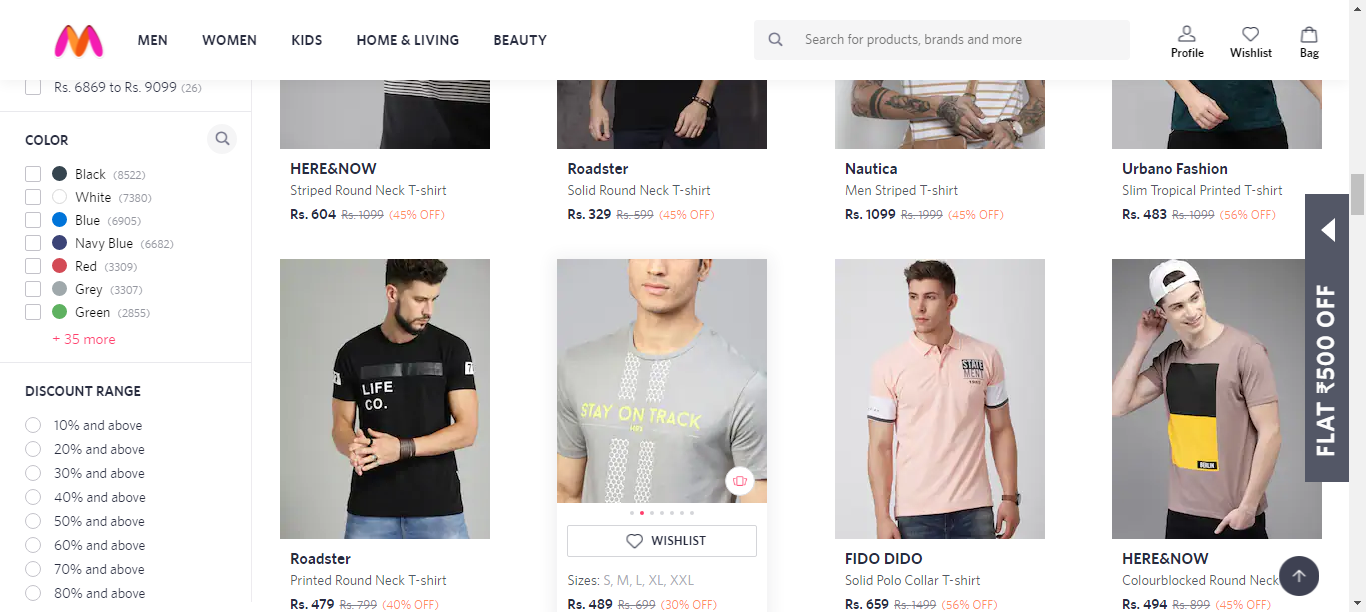 MEN WOMEN KIDS HOME & LIVING BEAUTY
Search for products, brands and more
Profile Wishlist Bag
Rs. 6869 to Rs. 9099 (26)
COLOR
Black (8522)
White (7380)
Blue (6905)
Navy Blue (6682)
Red (3309)
Grey (3307)
Green (2855)
+ 35 more
DISCOUNT RANGE
10% and above
20% and above
30% and above
40% and above
50% and above
60% and above
70% and above
80% and above
HERE&NOW
Striped Round Neck T-shirt
Rs. 604 Rs. 1099 (45% OFF)
Roadster
Solid Round Neck T-shirt
Rs. 329 Rs. 599 (45% OFF)
Nautica
Men Striped T-shirt
Rs. 1099 Rs. 1999 (45% OFF)
Urbano Fashion
Slim Tropical Printed T-shirt
Rs. 483 Rs. 1099 (56% OFF)
LIFE
CO.
Roadster
Printed Round Neck T-shirt
Rs. 479 Rs. 799 (40% OFF)
STAY ON TRACK
WISHLIST
Sizes: S, M, L, XL, XXL
Rs. 489 Rs. 699 (30% OFF)
STATE
MENT
FIDO DIDO
Solid Polo Collar T-shirt
Rs. 659 Rs. 1499 (56% OFF)
BERLIN
HERE&NOW
Colourblocked Round Neck
Rs. 494 Rs. 899 (45% OFF)
FLAT ₹500 OFF